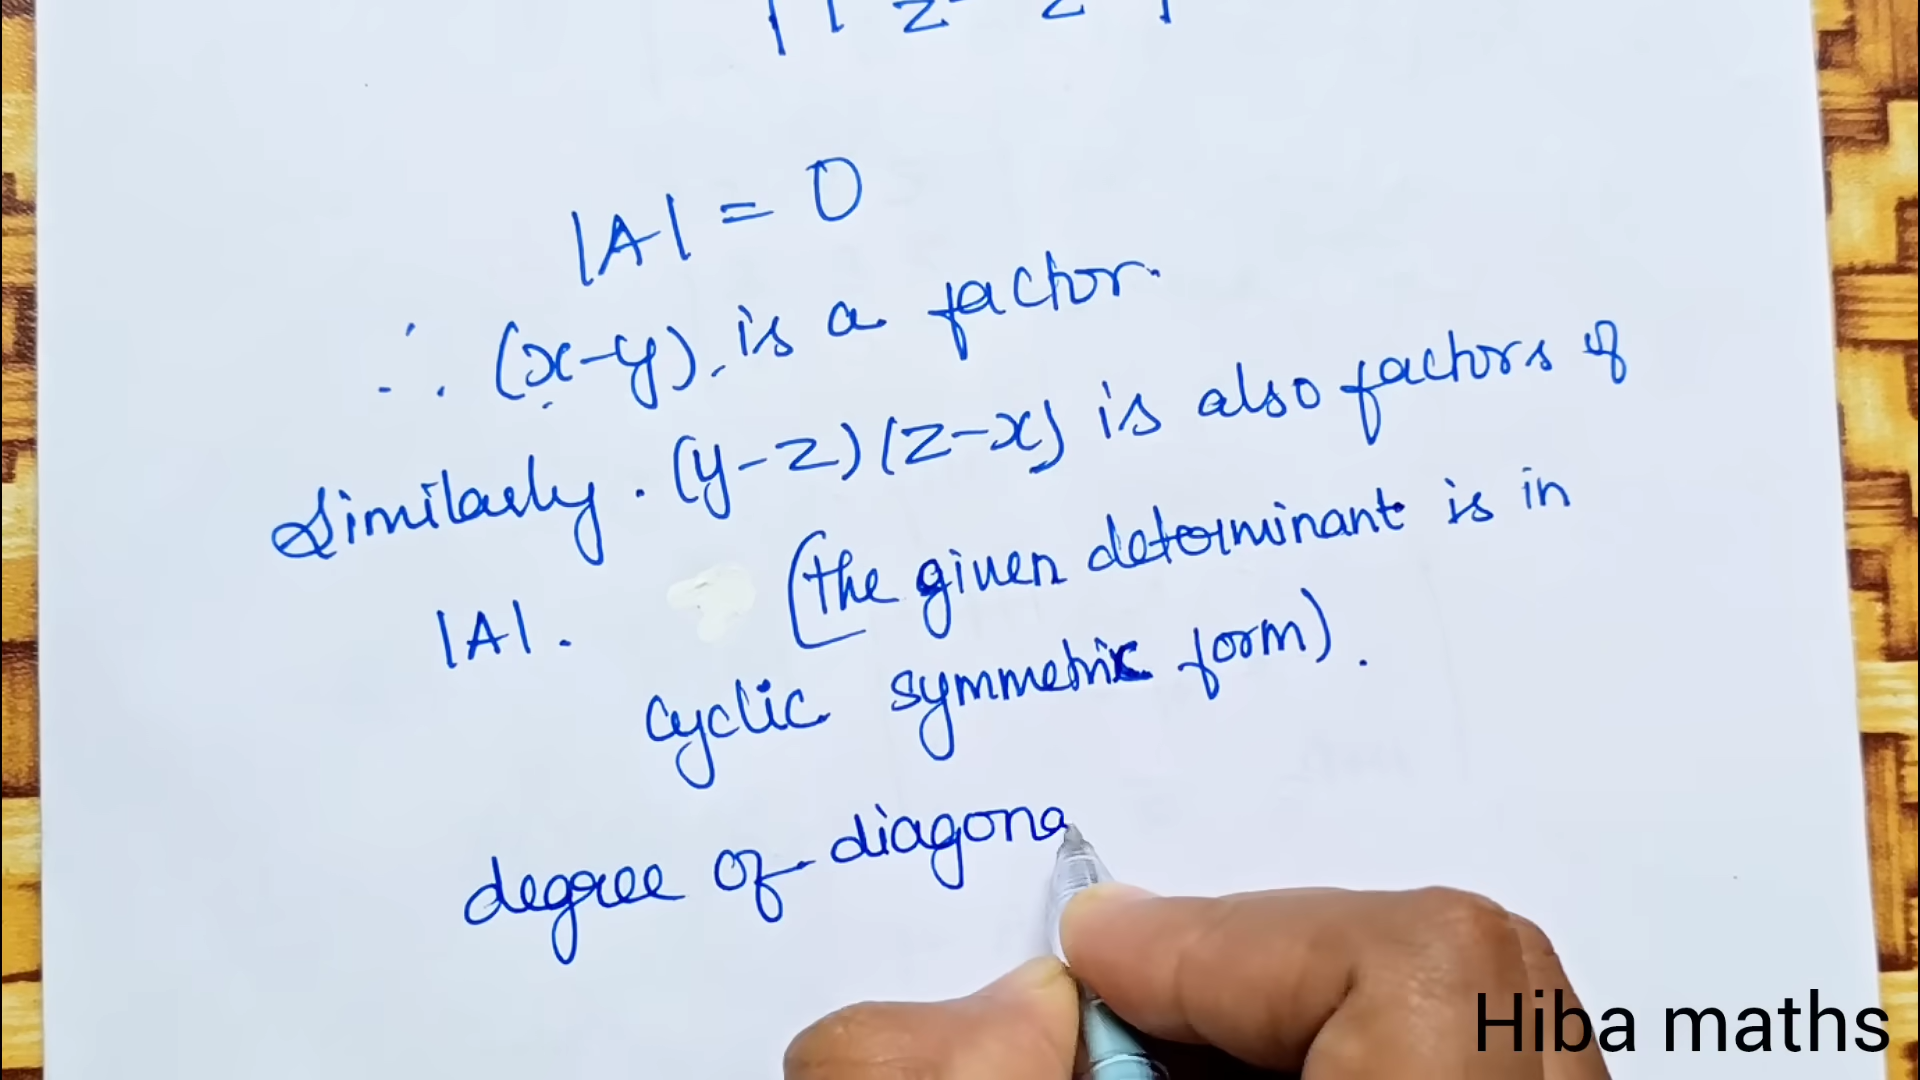 |A| = 0
∴ (x-y) is a factor.
Similarly. (y-z)(z-x) is also factors of
|A|. (the given determinant is in
cyclic symmetric form).
degree of diagona
Hiba maths